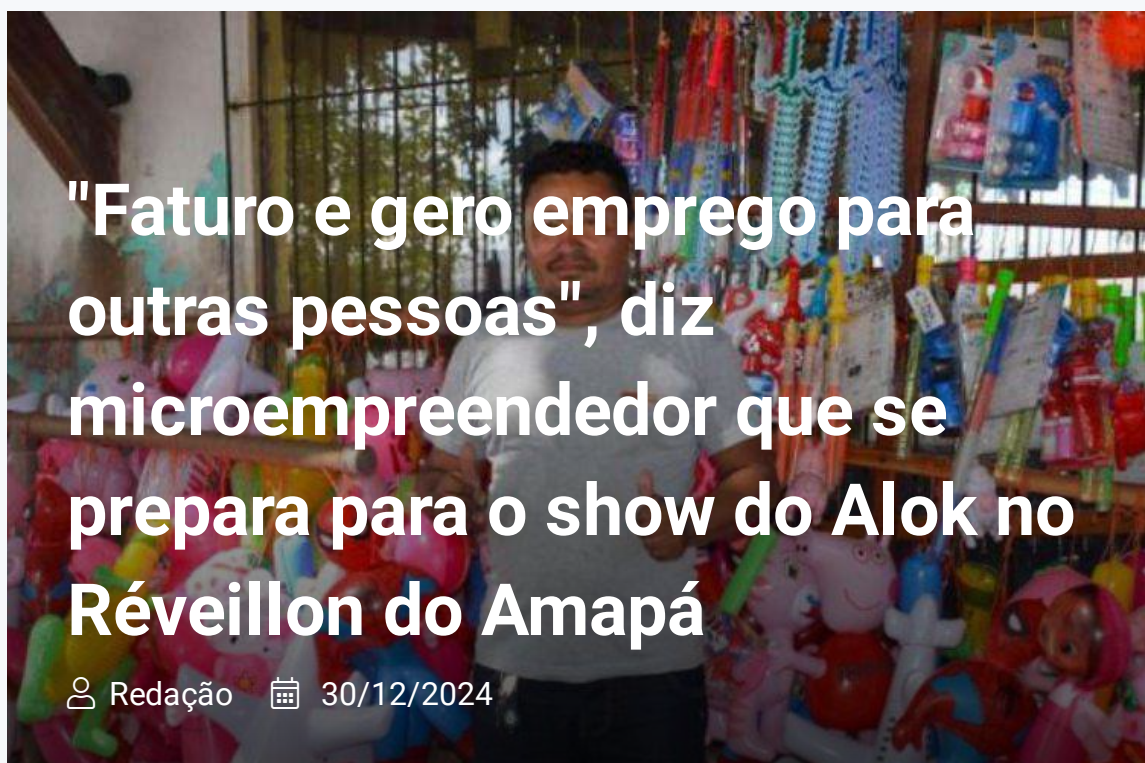 "Faturo e gero emprego para
outras pessoas", diz
microempreendedor que se
prepara para o show do Alok no
Réveillon do Amapá
Redação 30/12/2024